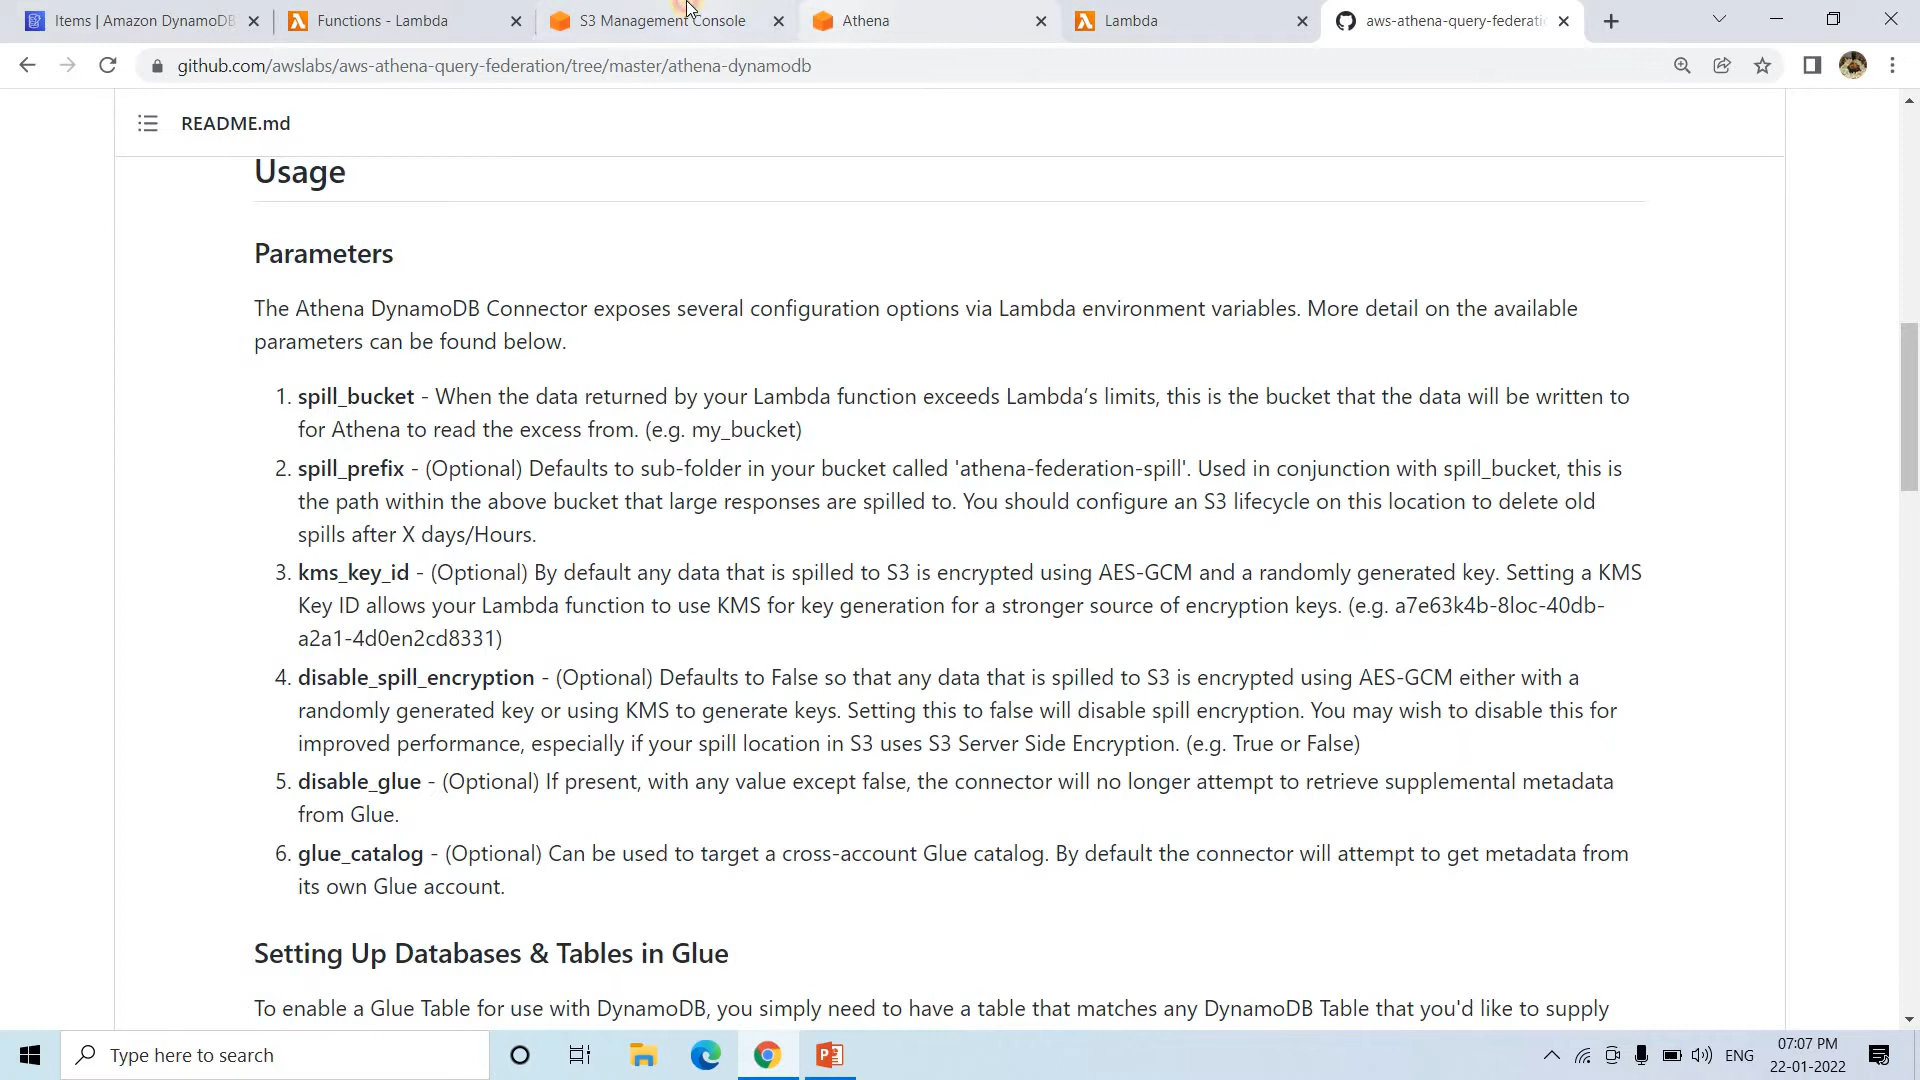 Items | Amazon DynamoDB
Functions - Lambda
S3 Management Console
Athena
Lambda
aws-athena-query-federati
github.com/awslabs/aws-athena-query-federation/tree/master/athena-dynamodb
README.md
Usage
Parameters
The Athena DynamoDB Connector exposes several configuration options via Lambda environment variables. More detail on the available
parameters can be found below.
1. spill_bucket - When the data returned by your Lambda function exceeds Lambda’s limits, this is the bucket that the data will be written to
for Athena to read the excess from. (e.g. my_bucket)
2. spill_prefix - (Optional) Defaults to sub-folder in your bucket called 'athena-federation-spill'. Used in conjunction with spill_bucket, this is
the path within the above bucket that large responses are spilled to. You should configure an S3 lifecycle on this location to delete old
spills after X days/Hours.
3. kms_key_id - (Optional) By default any data that is spilled to S3 is encrypted using AES-GCM and a randomly generated key. Setting a KMS
Key ID allows your Lambda function to use KMS for key generation for a stronger source of encryption keys. (e.g. a7e63k4b-8loc-40db-
a2a1-4d0en2cd8331)
4. disable_spill_encryption - (Optional) Defaults to False so that any data that is spilled to S3 is encrypted using AES-GCM either with a
randomly generated key or using KMS to generate keys. Setting this to false will disable spill encryption. You may wish to disable this for
improved performance, especially if your spill location in S3 uses S3 Server Side Encryption. (e.g. True or False)
5. disable_glue - (Optional) If present, with any value except false, the connector will no longer attempt to retrieve supplemental metadata
from Glue.
6. glue_catalog - (Optional) Can be used to target a cross-account Glue catalog. By default the connector will attempt to get metadata from
its own Glue account.
Setting Up Databases & Tables in Glue
To enable a Glue Table for use with DynamoDB, you simply need to have a table that matches any DynamoDB Table that you'd like to supply
Type here to search
ENG
07:07 PM
22-01-2022